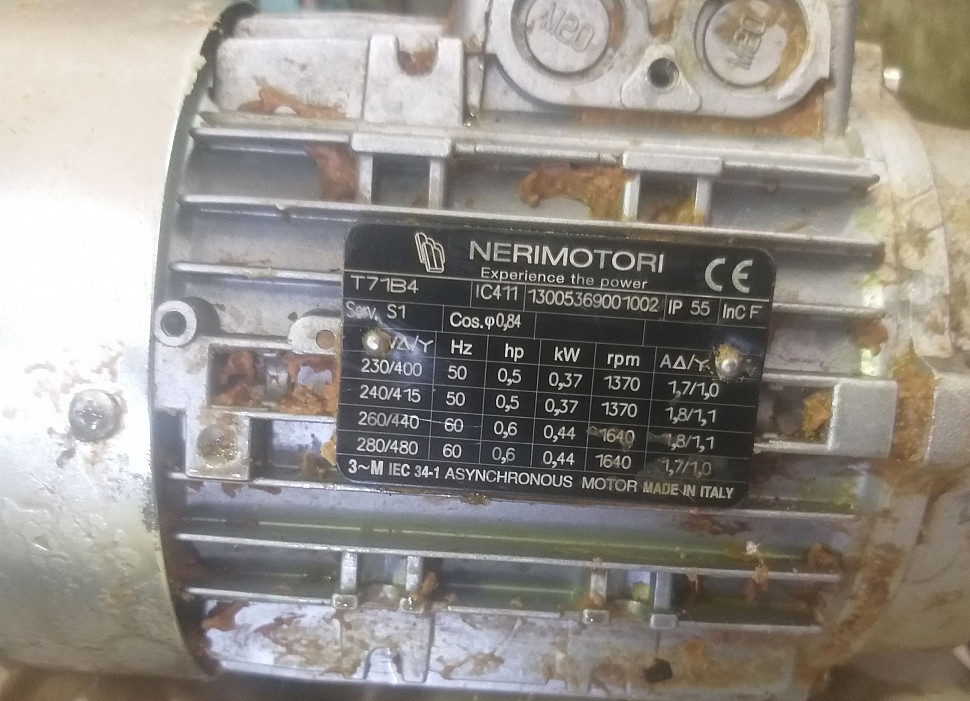 M20 M20
NERIMOTORI
Experience the power
CE
T71B4 IC411 13005369001002 IP 55 InC F
Serv. S1 Cos.φ0,84
VΔ/Y Hz hp kW rpm AΔ/Y
230/400 50 0,5 0,37 1370 1,7/1,0
240/415 50 0,5 0,37 1370 1,8/1,1
260/440 60 0,6 0,44 1640 1,8/1,1
280/480 60 0,6 0,44 1640 1,7/1,0
3~M IEC 34-1 ASYNCHRONOUS MOTOR MADE IN ITALY